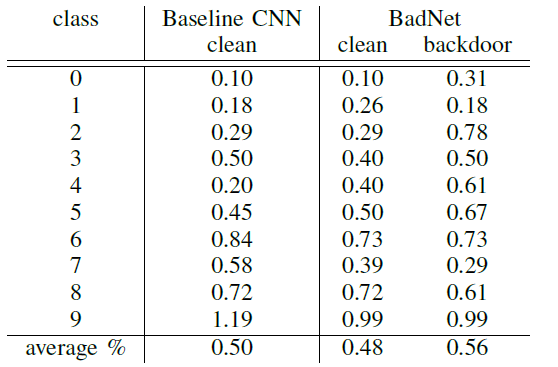 class Baseline CNN BadNet
clean clean backdoor
0 0.10 0.10 0.31
1 0.18 0.26 0.18
2 0.29 0.29 0.78
3 0.50 0.40 0.50
4 0.20 0.40 0.61
5 0.45 0.50 0.67
6 0.84 0.73 0.73
7 0.58 0.39 0.29
8 0.72 0.72 0.61
9 1.19 0.99 0.99
average % 0.50 0.48 0.56